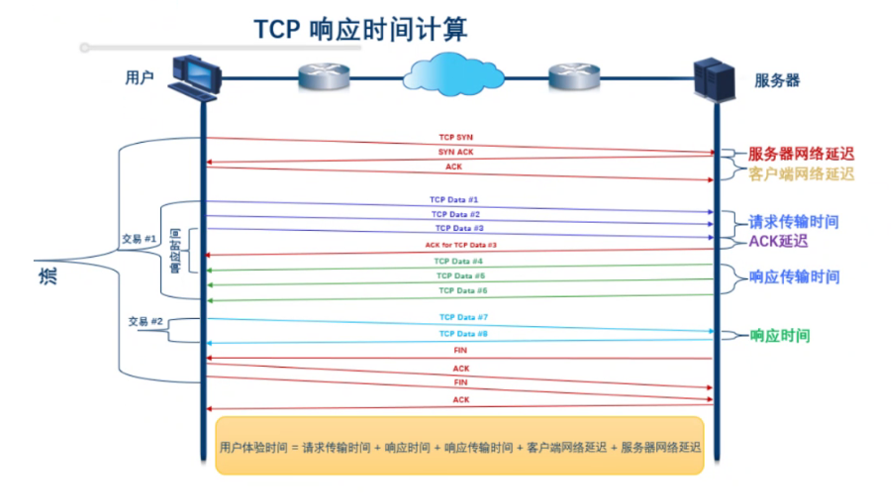 TCP 响应时间计算
用户
服务器
TCP SYN
SYN ACK
ACK
服务器网络延迟
客户端网络延迟
TCP Data #1
TCP Data #2
TCP Data #3
请求传输时间
交易 #1
响应时间
ACK for TCP Data #3
ACK延迟
流
TCP Data #4
TCP Data #5
TCP Data #6
响应传输时间
交易 #2
TCP Data #7
TCP Data #8
响应时间
FIN
ACK
FIN
ACK
用户体验时间 = 请求传输时间 + 响应时间 + 响应传输时间 + 客户端网络延迟 + 服务器网络延迟